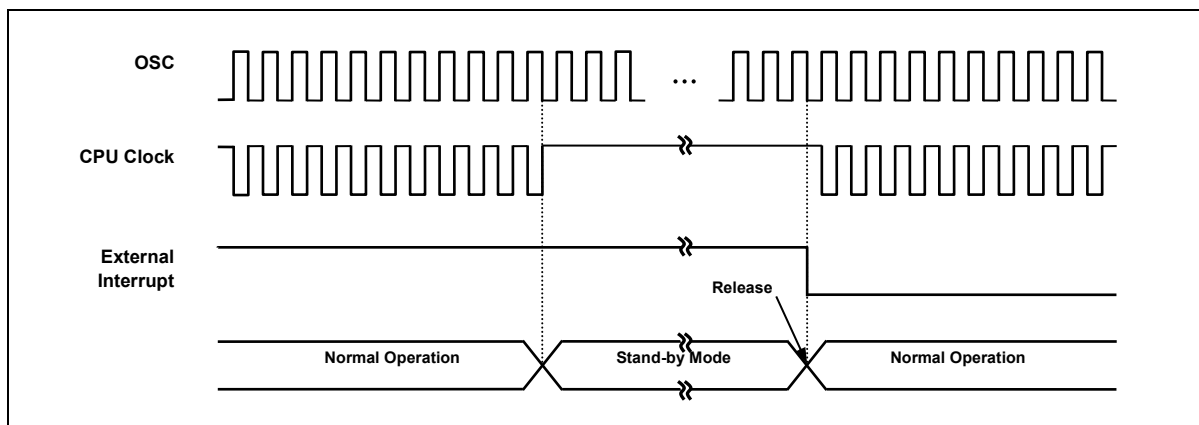 OSC
...
CPU Clock
External
Interrupt
Release
Normal Operation
Stand-by Mode
Normal Operation